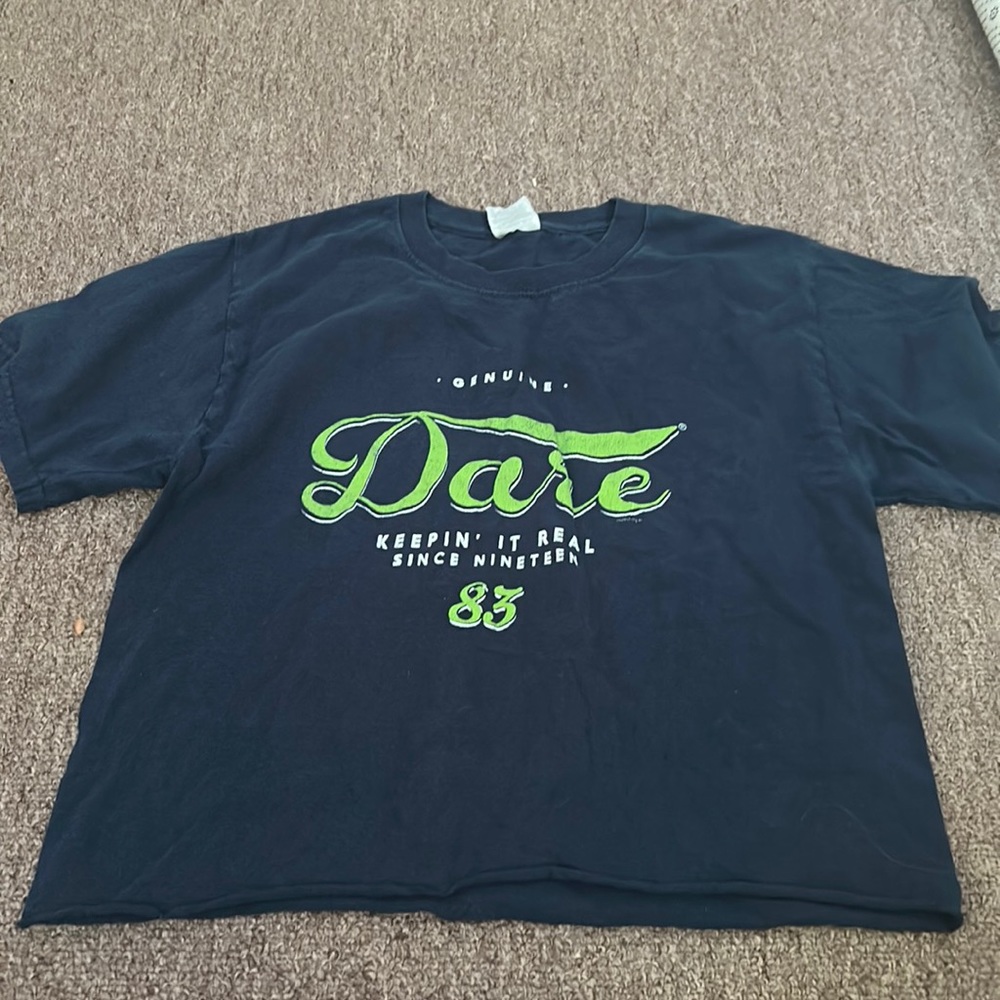 · GENUINE ·
Dare®
KEEPIN' IT REAL
SINCE NINETEEN
83